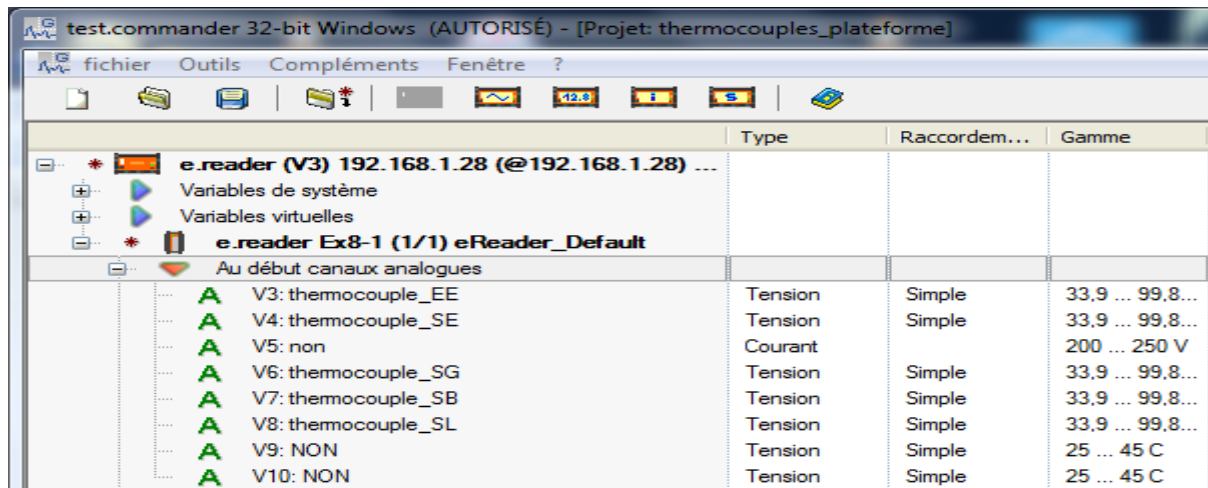 test.commander 32-bit Windows (AUTORISÉ) - [Projet: thermocouples_plateforme]
fichier Outils Compléments Fenêtre ?
12.8 i S
Type Raccordem... Gamme
e.reader (V3) 192.168.1.28 (@192.168.1.28) ...
Variables de système
Variables virtuelles
e.reader Ex8-1 (1/1) eReader_Default
Au début canaux analogues
A V3: thermocouple_EE Tension Simple 33,9 ... 99,8...
A V4: thermocouple_SE Tension Simple 33,9 ... 99,8...
A V5: non Courant 200 ... 250 V
A V6: thermocouple_SG Tension Simple 33,9 ... 99,8...
A V7: thermocouple_SB Tension Simple 33,9 ... 99,8...
A V8: thermocouple_SL Tension Simple 33,9 ... 99,8...
A V9: NON Tension Simple 25 ... 45 C
A V10: NON Tension Simple 25 ... 45 C